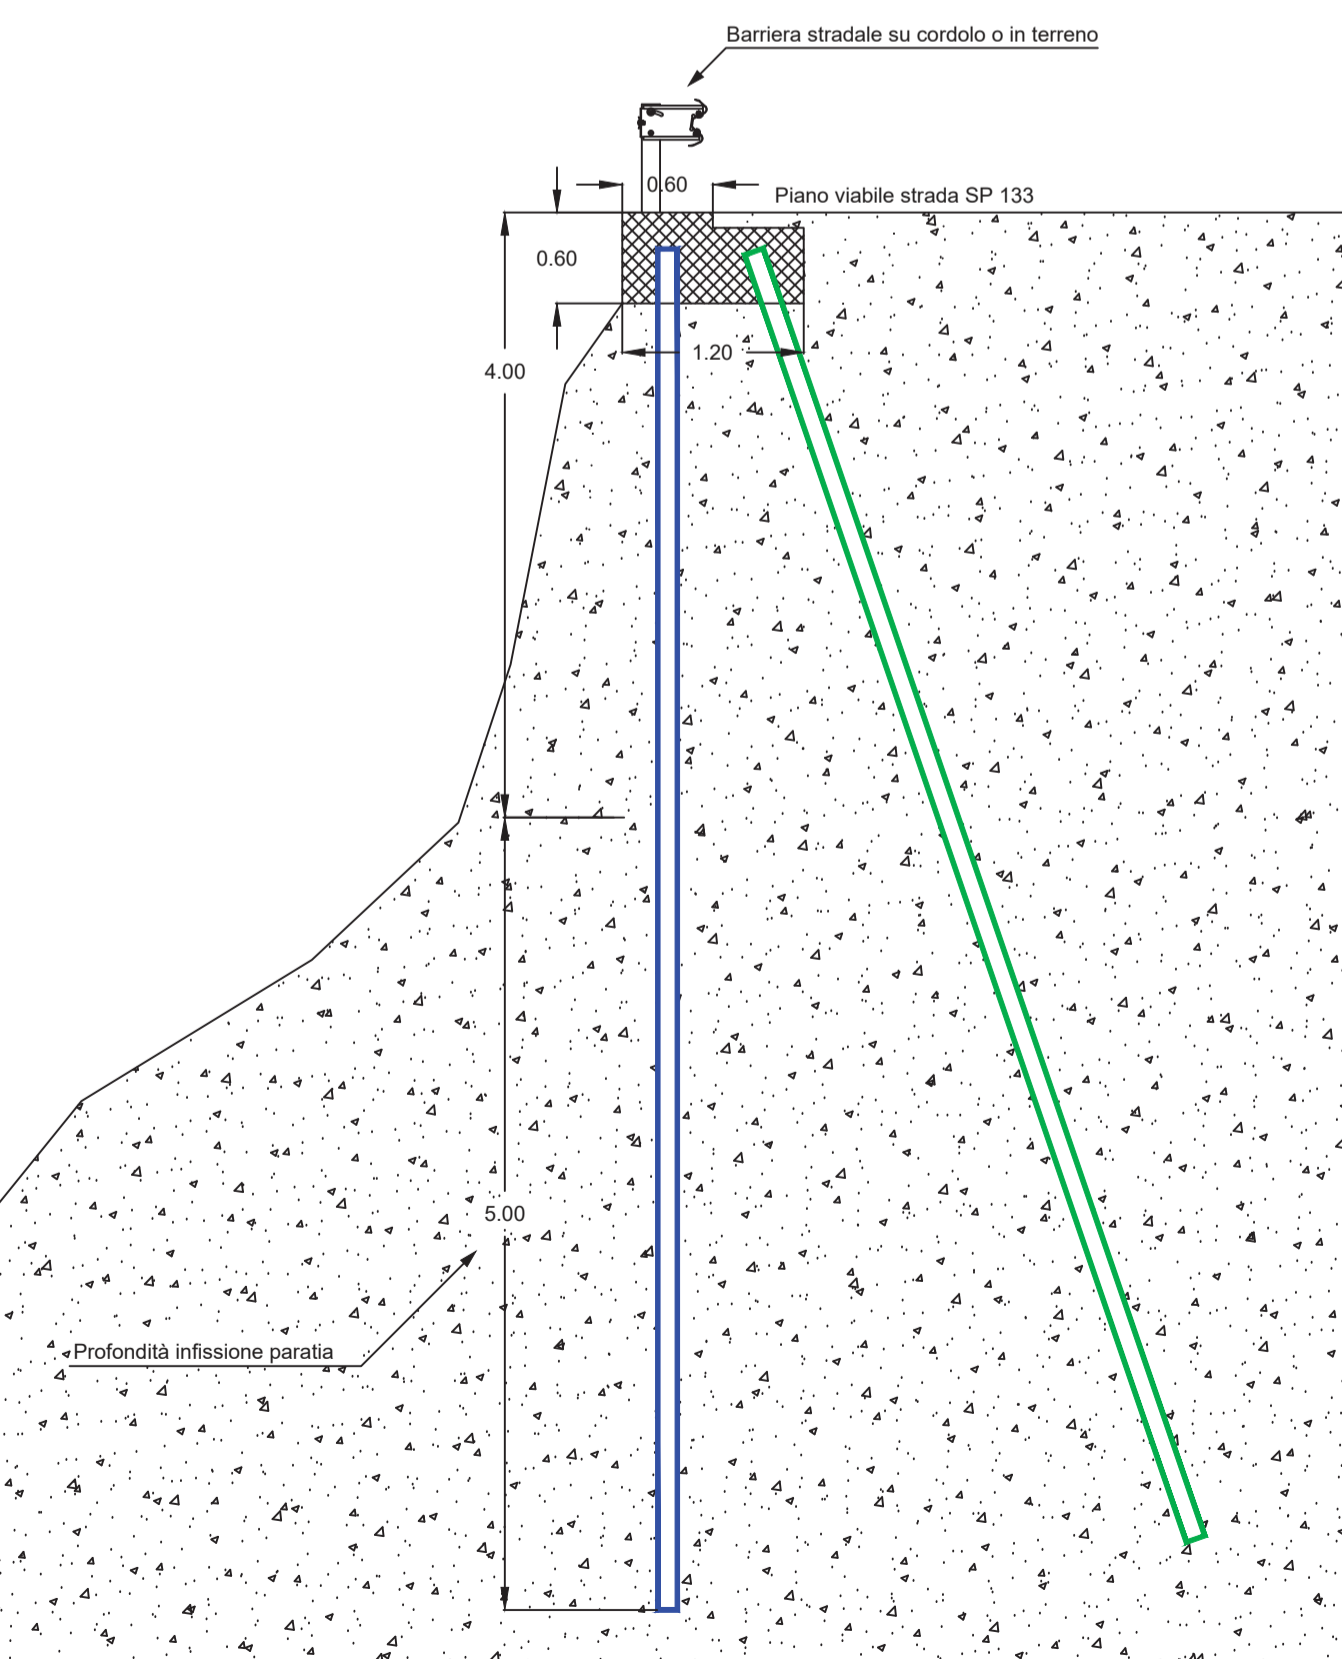 Barriera stradale su cordolo o in terreno
0.60
Piano viabile strada SP 133
0.60
1.20
4.00
5.00
Profondità infissione paratia